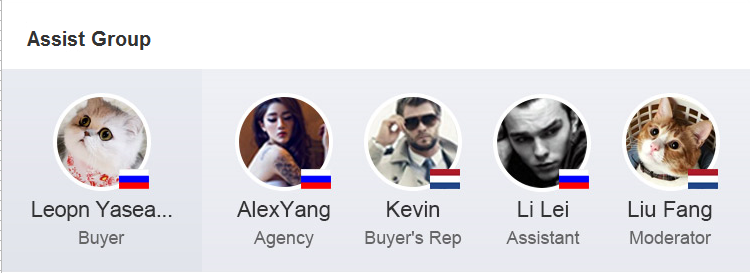 Assist Group
Leopn Yasea... AlexYang Kevin Li Lei Liu Fang
Buyer Agency Buyer's Rep Assistant Moderator